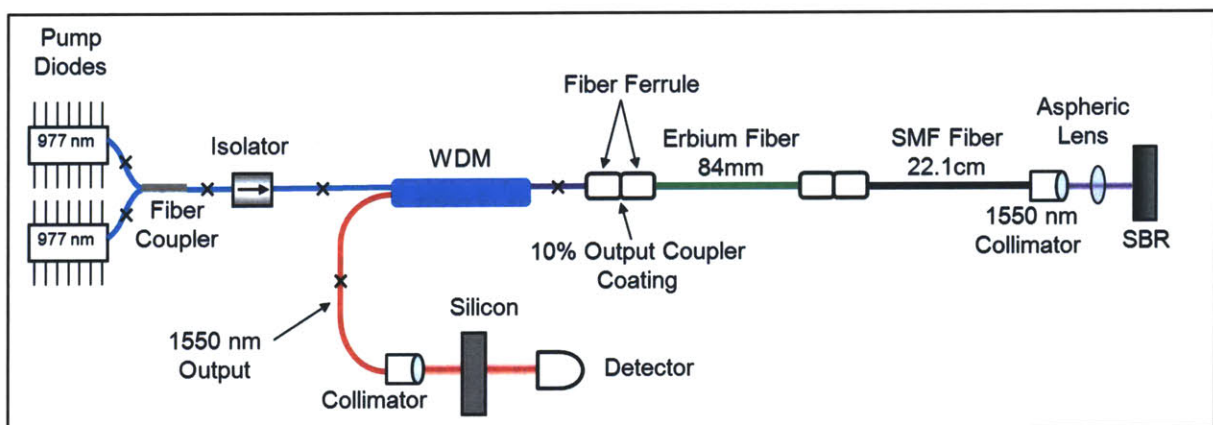 Pump
Diodes
977 nm
977 nm
Fiber
Coupler
Isolator
WDM
Fiber Ferrule
10% Output Coupler
Coating
Erbium Fiber
84mm
SMF Fiber
22.1cm
1550 nm
Collimator
Aspheric
Lens
SBR
1550 nm
Output
Collimator
Silicon
Detector